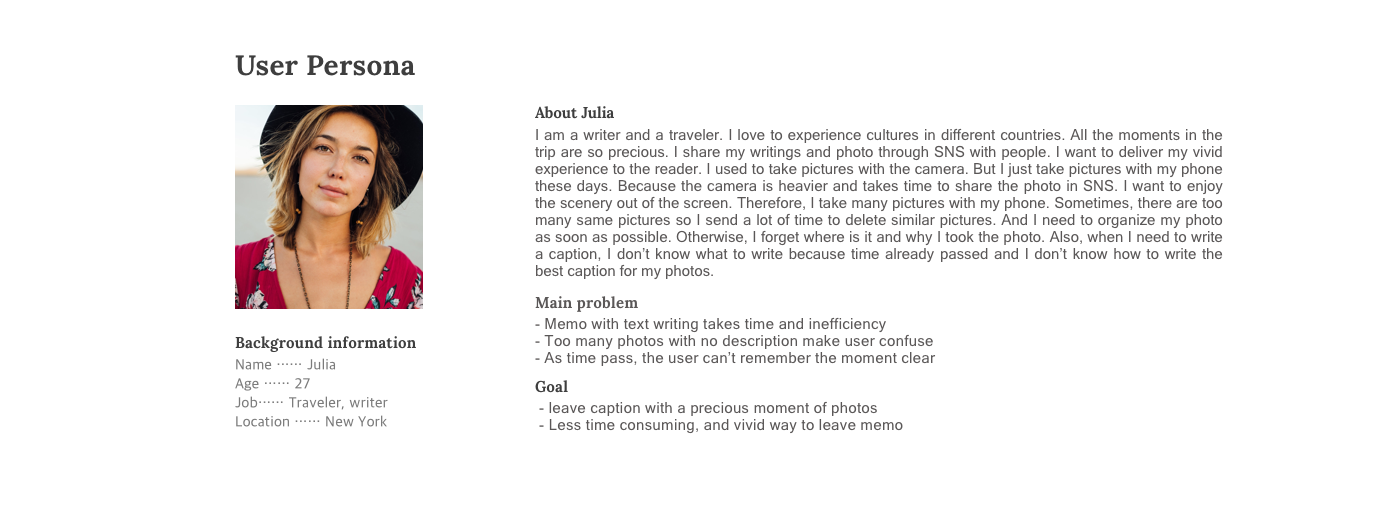 User Persona
About Julia
I am a writer and a traveler. I love to experience cultures in different countries. All the moments in the
trip are so precious. I share my writings and photo through SNS with people. I want to deliver my vivid
experience to the reader. I used to take pictures with the camera. But I just take pictures with my phone
these days. Because the camera is heavier and takes time to share the photo in SNS. I want to enjoy
the scenery out of the screen. Therefore, I take many pictures with my phone. Sometimes, there are too
many same pictures so I send a lot of time to delete similar pictures. And I need to organize my photo
as soon as possible. Otherwise, I forget where is it and why I took the photo. Also, when I need to write
a caption, I don’t know what to write because time already passed and I don’t know how to write the
best caption for my photos.
Main problem
- Memo with text writing takes time and inefficiency
- Too many photos with no description make user confuse
- As time pass, the user can’t remember the moment clear
Goal
- leave caption with a precious moment of photos
- Less time consuming, and vivid way to leave memo
Background information
Name ······ Julia
Age ······ 27
Job······ Traveler, writer
Location ······ New York